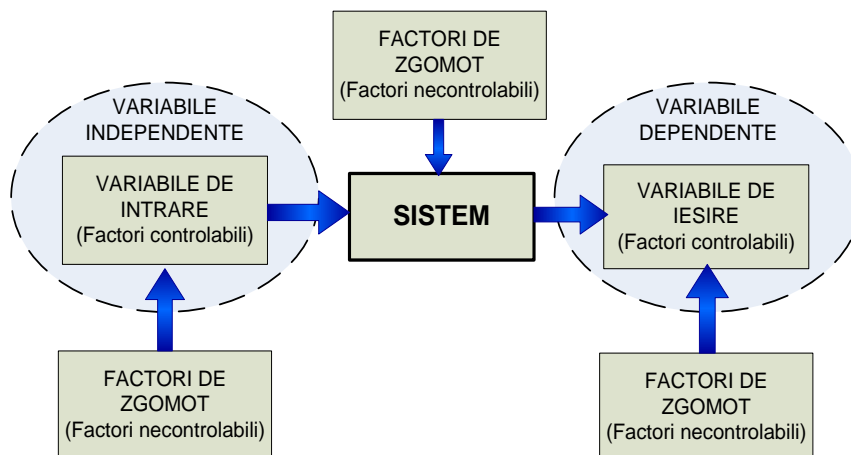 FACTORI DE
ZGOMOT
(Factori necontrolabili)
VARIABILE
INDEPENDENTE
VARIABILE DE
INTRARE
(Factori controlabili)
SISTEM
VARIABILE
DEPENDENTE
VARIABILE DE
IESIRE
(Factori controlabili)
FACTORI DE
ZGOMOT
(Factori necontrolabili)
FACTORI DE
ZGOMOT
(Factori necontrolabili)